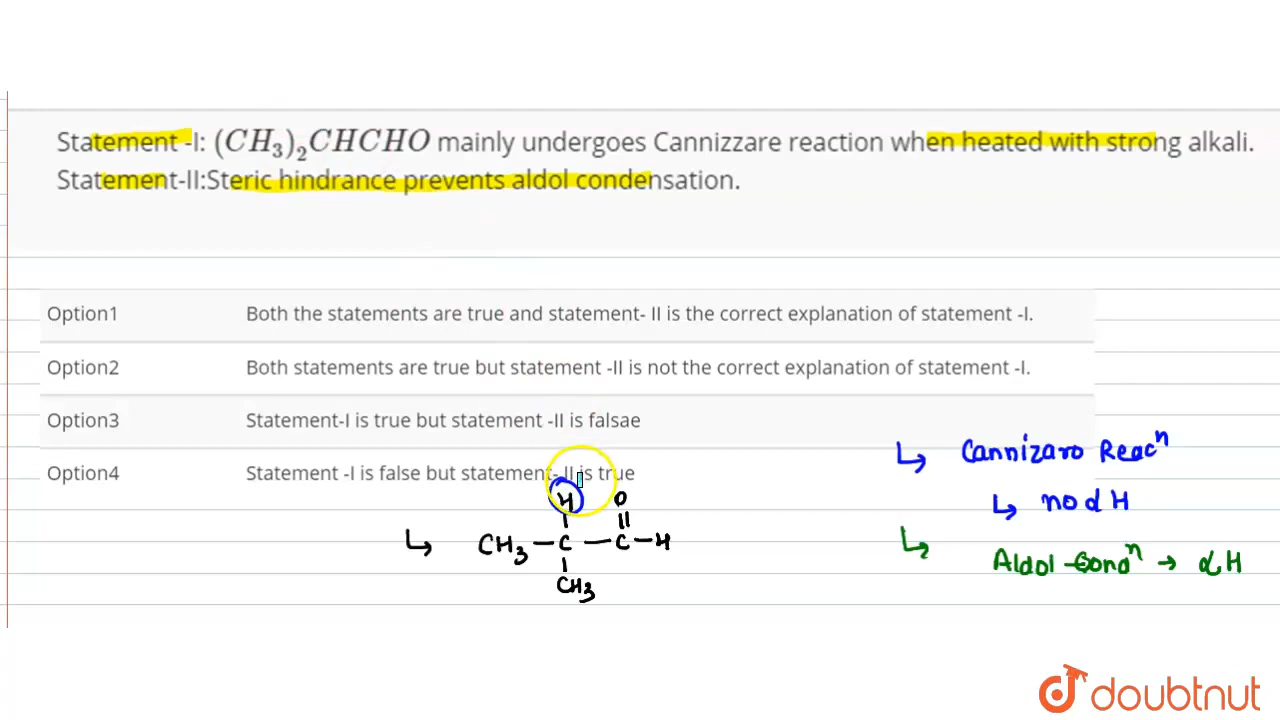 Statement -I: (CH₃)₂CHCHO mainly undergoes Cannizzare reaction when heated with strong alkali.
Statement-II:Steric hindrance prevents aldol condensation.
Option1 Both the statements are true and statement- II is the correct explanation of statement -I.
Option2 Both statements are true but statement -II is not the correct explanation of statement -I.
Option3 Statement-I is true but statement -II is falsae
Option4 Statement -I is false but statement- II is true
↳ Cannizaro Reacⁿ
↳ no α H
↳ Aldol Condⁿ → α H
H O
↳ CH₃ — C — C — H
CH₃
doubtnut